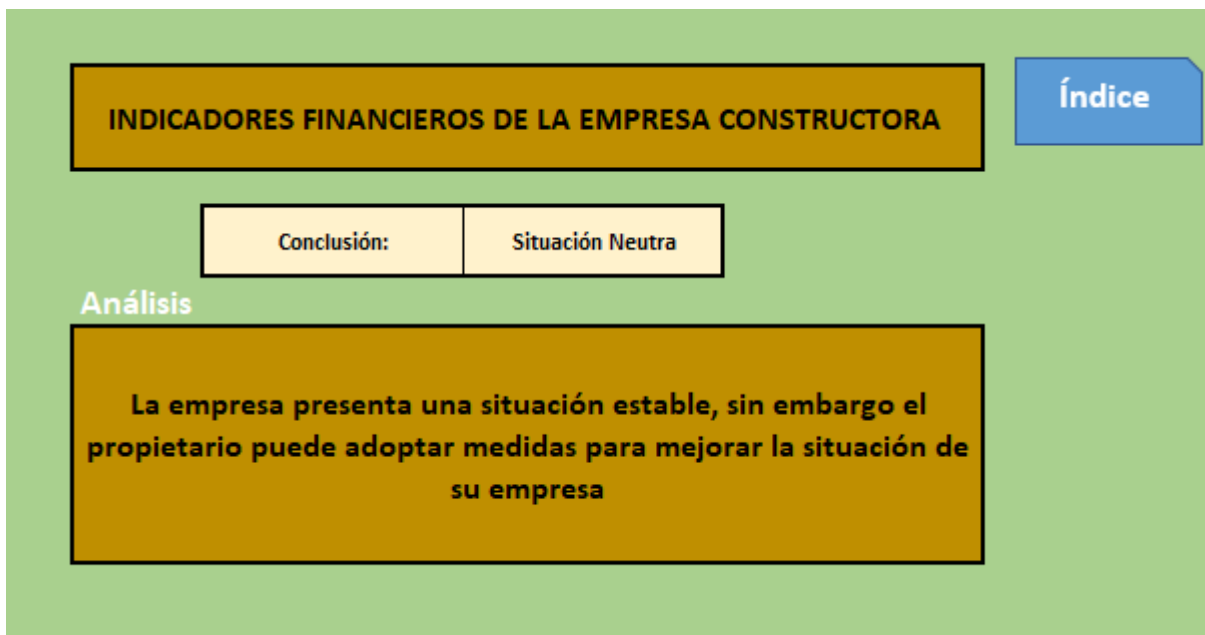 INDICADORES FINANCIEROS DE LA EMPRESA CONSTRUCTORA
Índice
Conclusión: Situación Neutra
Análisis
La empresa presenta una situación estable, sin embargo el
propietario puede adoptar medidas para mejorar la situación de
su empresa